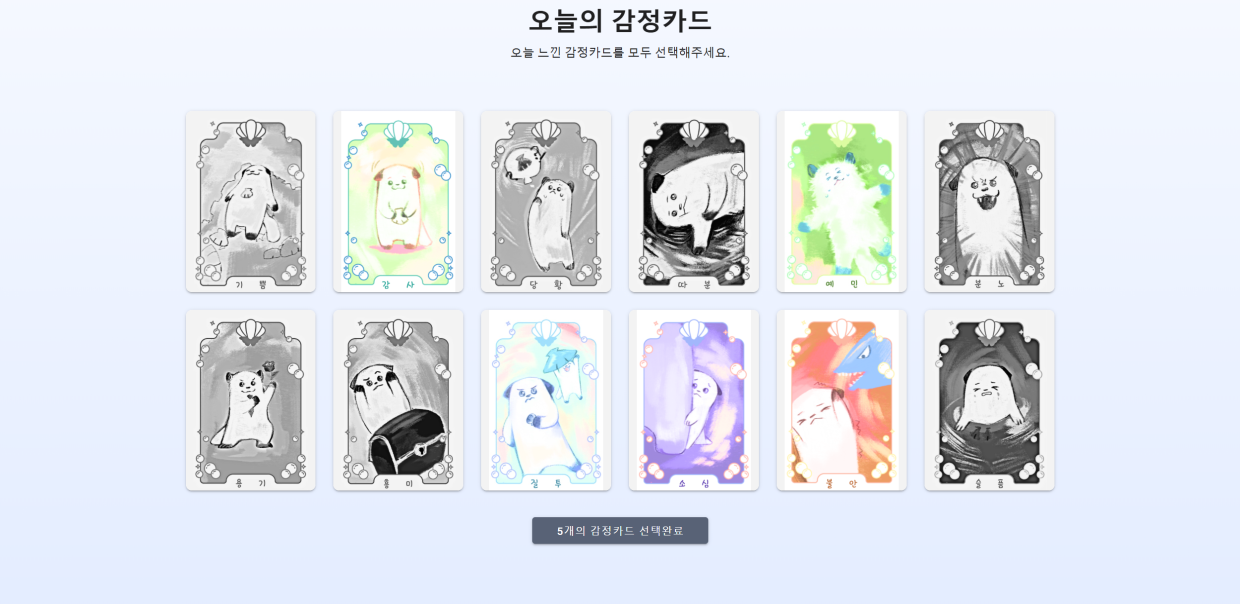 오늘의 감정카드
오늘 느낀 감정카드를 모두 선택해주세요.
기 쁨
감 사
당 황
따 분
예 민
분 노
용 기
흥 미
질 투
소 심
불 안
슬 픔
5개의 감정카드 선택완료